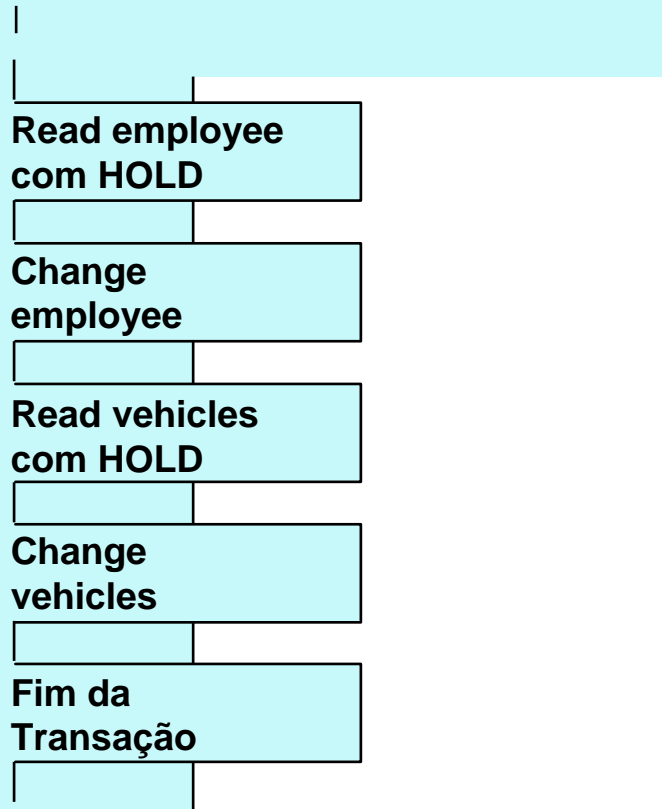 Read employee
com HOLD
Change
employee
Read vehicles
com HOLD
Change
vehicles
Fim da
Transação